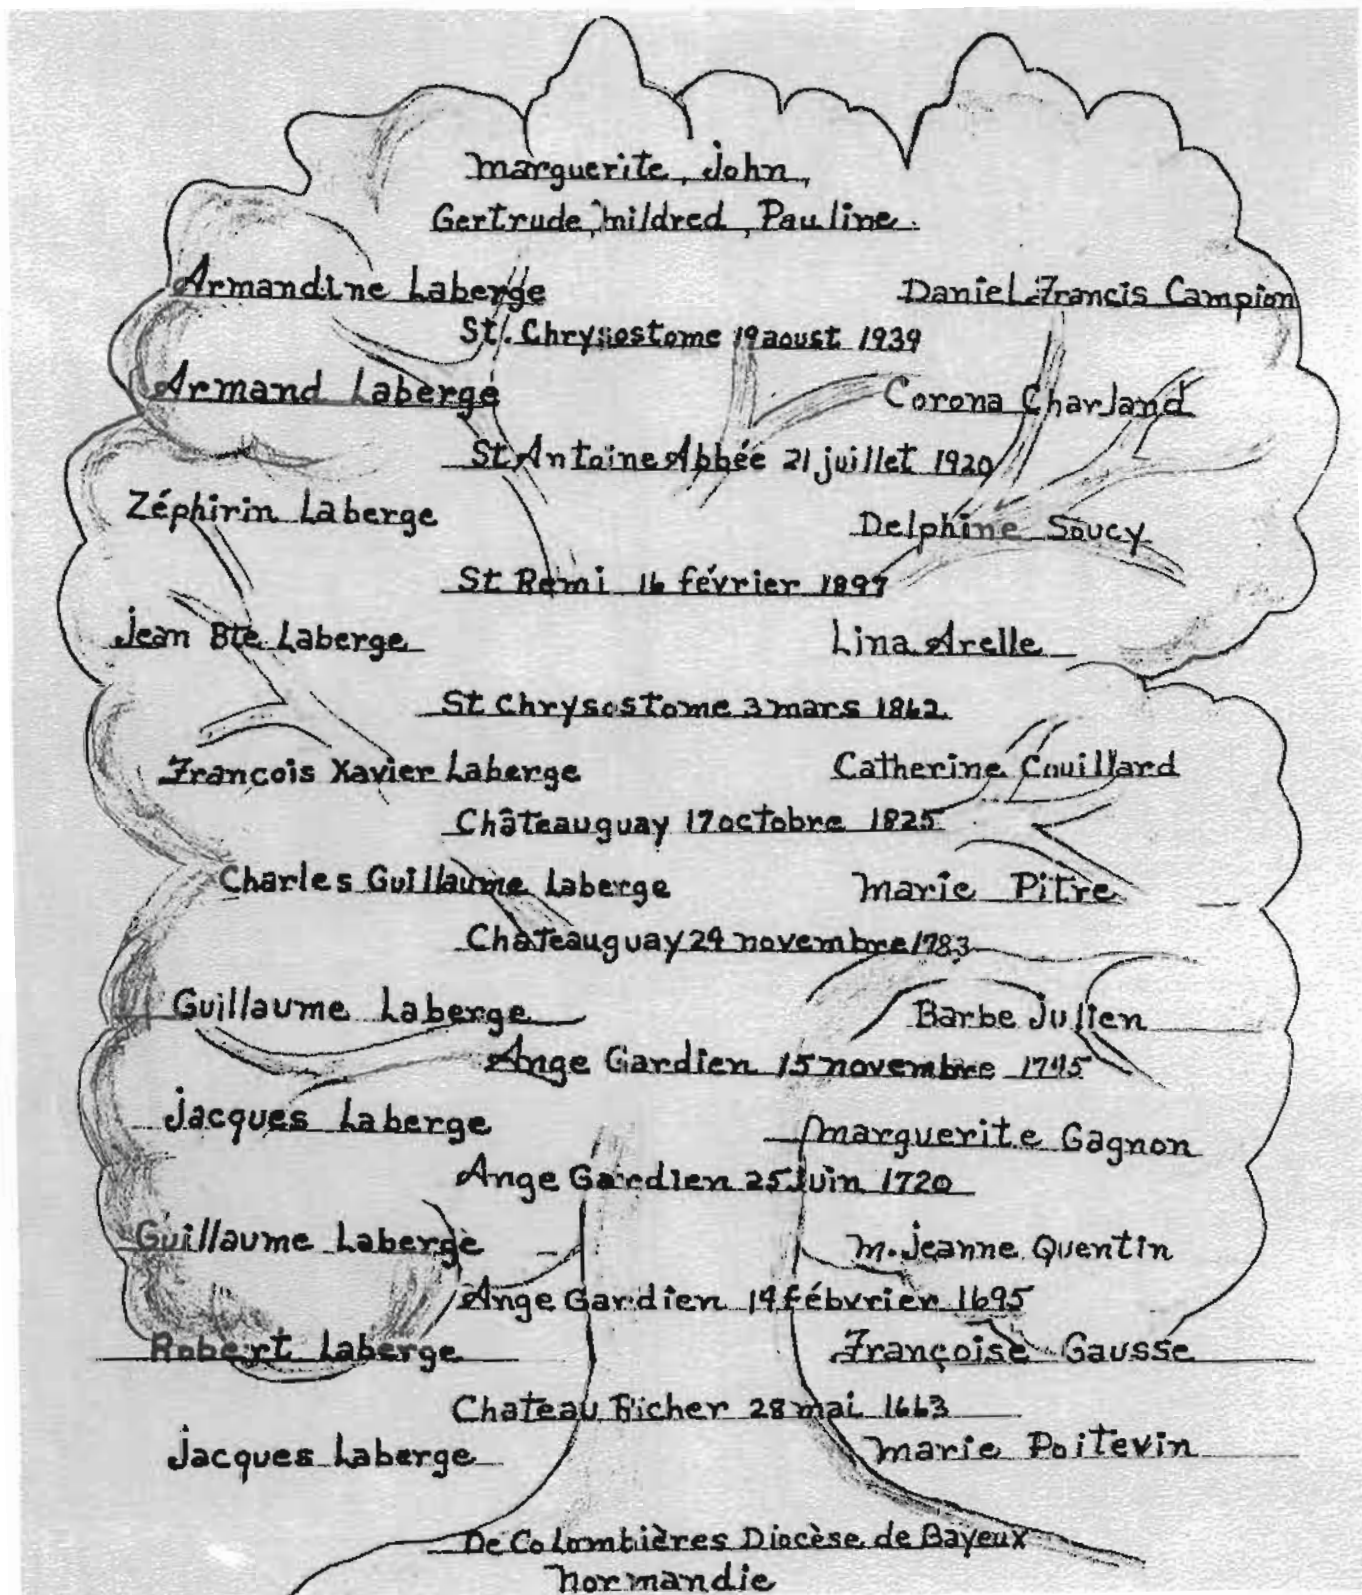 Marguerite, John,
Gertrude, Mildred, Pauline.
Armandine Laberge Daniel Francis Campion
St. Chrysostome 19 aoust 1939
Armand Laberge Corona Charland
St Antoine Abbée 21 juillet 1920
Zéphirin Laberge Delphine Soucy
St Remi 16 février 1897
Jean Bte Laberge Lina Arelle
St Chrysostome 3 mars 1862
François Xavier Laberge Catherine Couillard
Châteauguay 17 octobre 1825
Charles Guillaume Laberge Marie Pitre
Châteauguay 24 novembre 1783
Guillaume Laberge Barbe Julien
Ange Gardien 15 novembre 1745
Jacques Laberge Marguerite Gagnon
Ange Gardien 25 Juin 1720
Guillaume Laberge M. Jeanne Quentin
Ange Gardien 14 fébvrier 1695
Robert Laberge Françoise Gausse
Chateau Richer 28 mai 1663
Jacques Laberge Marie Poitevin
De Colombières Diocèse de Bayeux
Normandie